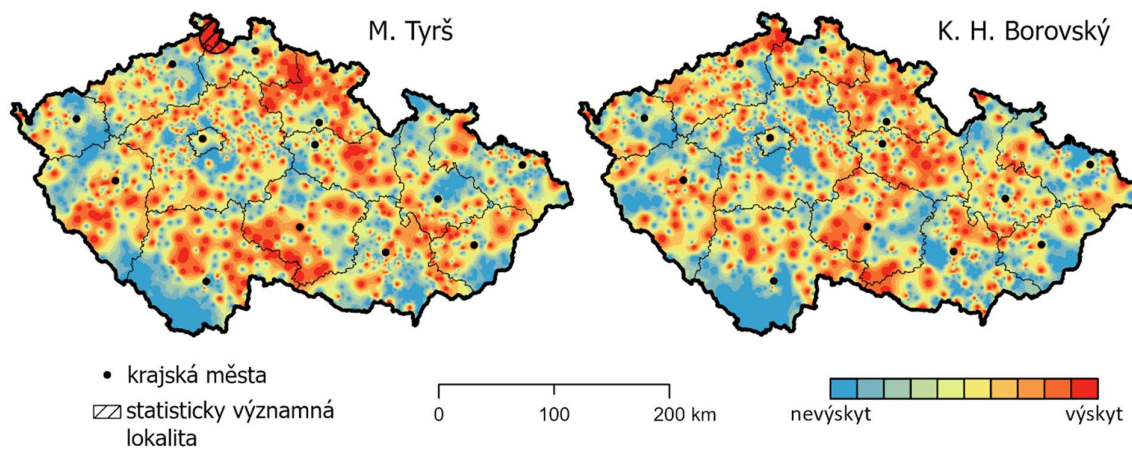 M. Tyrš
K. H. Borovský
krajská města
statisticky významná
lokalita
0 100 200 km
nevýskyt výskyt